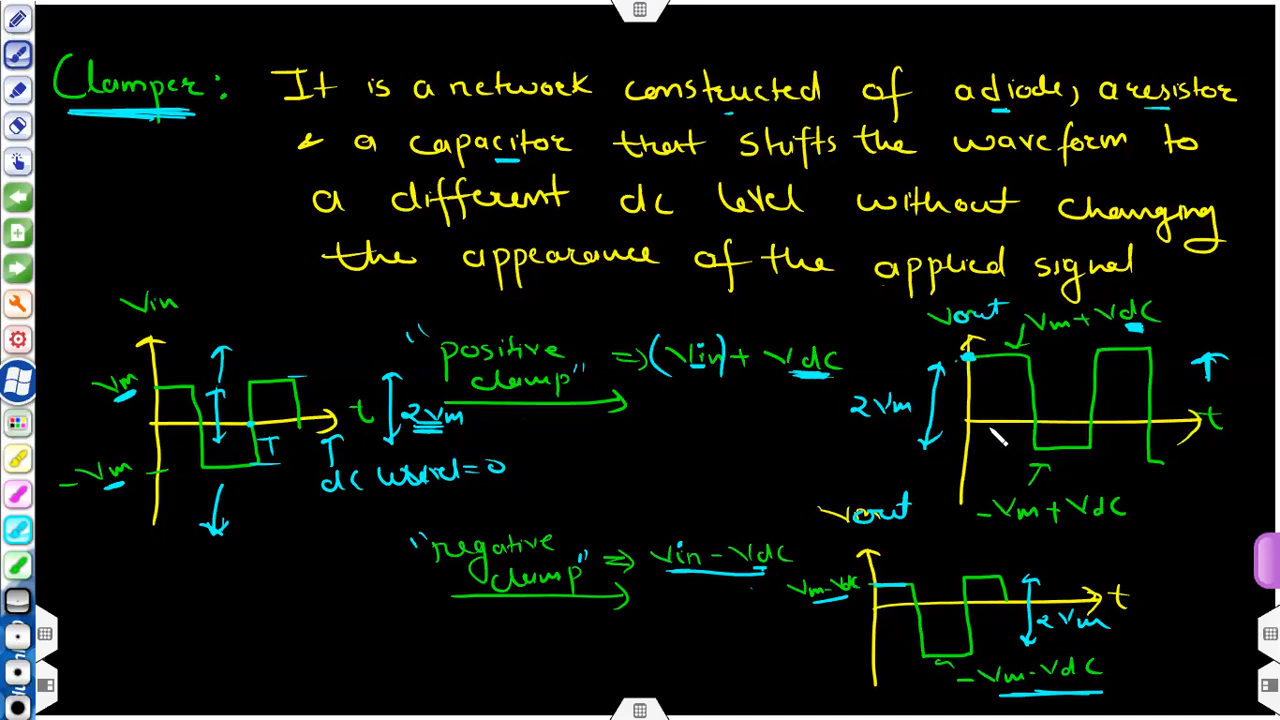 Clamper: It is a network constructed of a diode, a resistor
& a capacitor that shifts the waveform to
a different dc level without changing
the appearance of the applied signal
Vin
Vm
-Vm
t
2Vm
dc level=0
"positive
clamp"
⇒(Vin)+Vdc
Vout
Vm+Vdc
2Vm
t
-Vm+Vdc
"negative
clamp"
⇒ Vin-Vdc
Vout
Vm-Vdc
t
2Vm
-Vm-Vdc